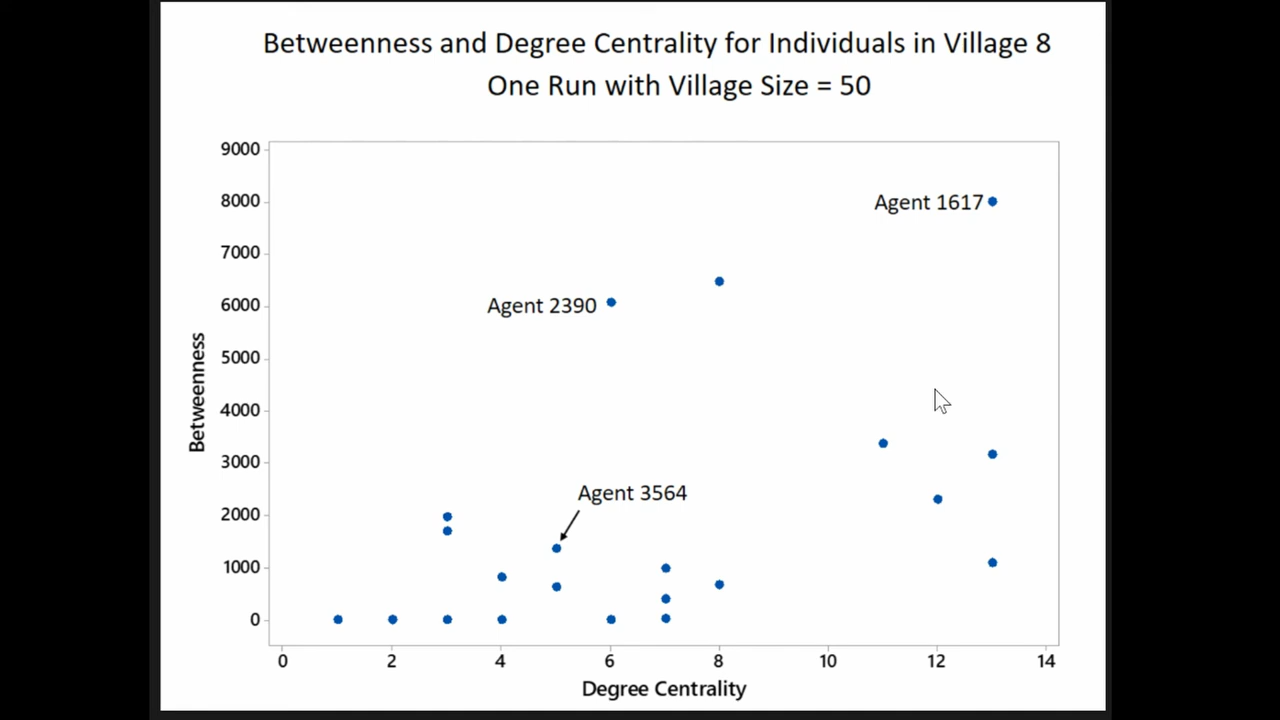 Betweenness and Degree Centrality for Individuals in Village 8
One Run with Village Size = 50
9000
8000
7000
6000
5000
4000
3000
2000
1000
0
Betweenness
Agent 1617
Agent 2390
Agent 3564
0 2 4 6 8 10 12 14
Degree Centrality